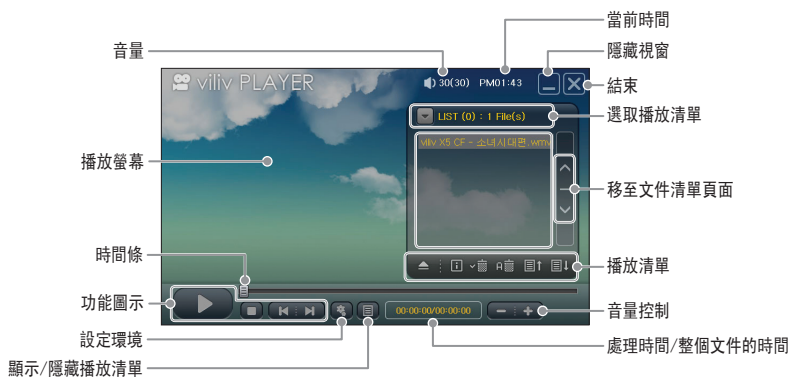 當前時間
音量
隱藏視窗
viliv PLAYER
30(30) PM01:43
結束
LIST (0) : 1 File(s)
選取播放清單
viliv X5 CF - 소녀시대편.wmv
播放螢幕
移至文件清單頁面
時間條
播放清單
功能圖示
00:00:00/00:00:00
音量控制
設定環境
處理時間/整個文件的時間
顯示/隱藏播放清單